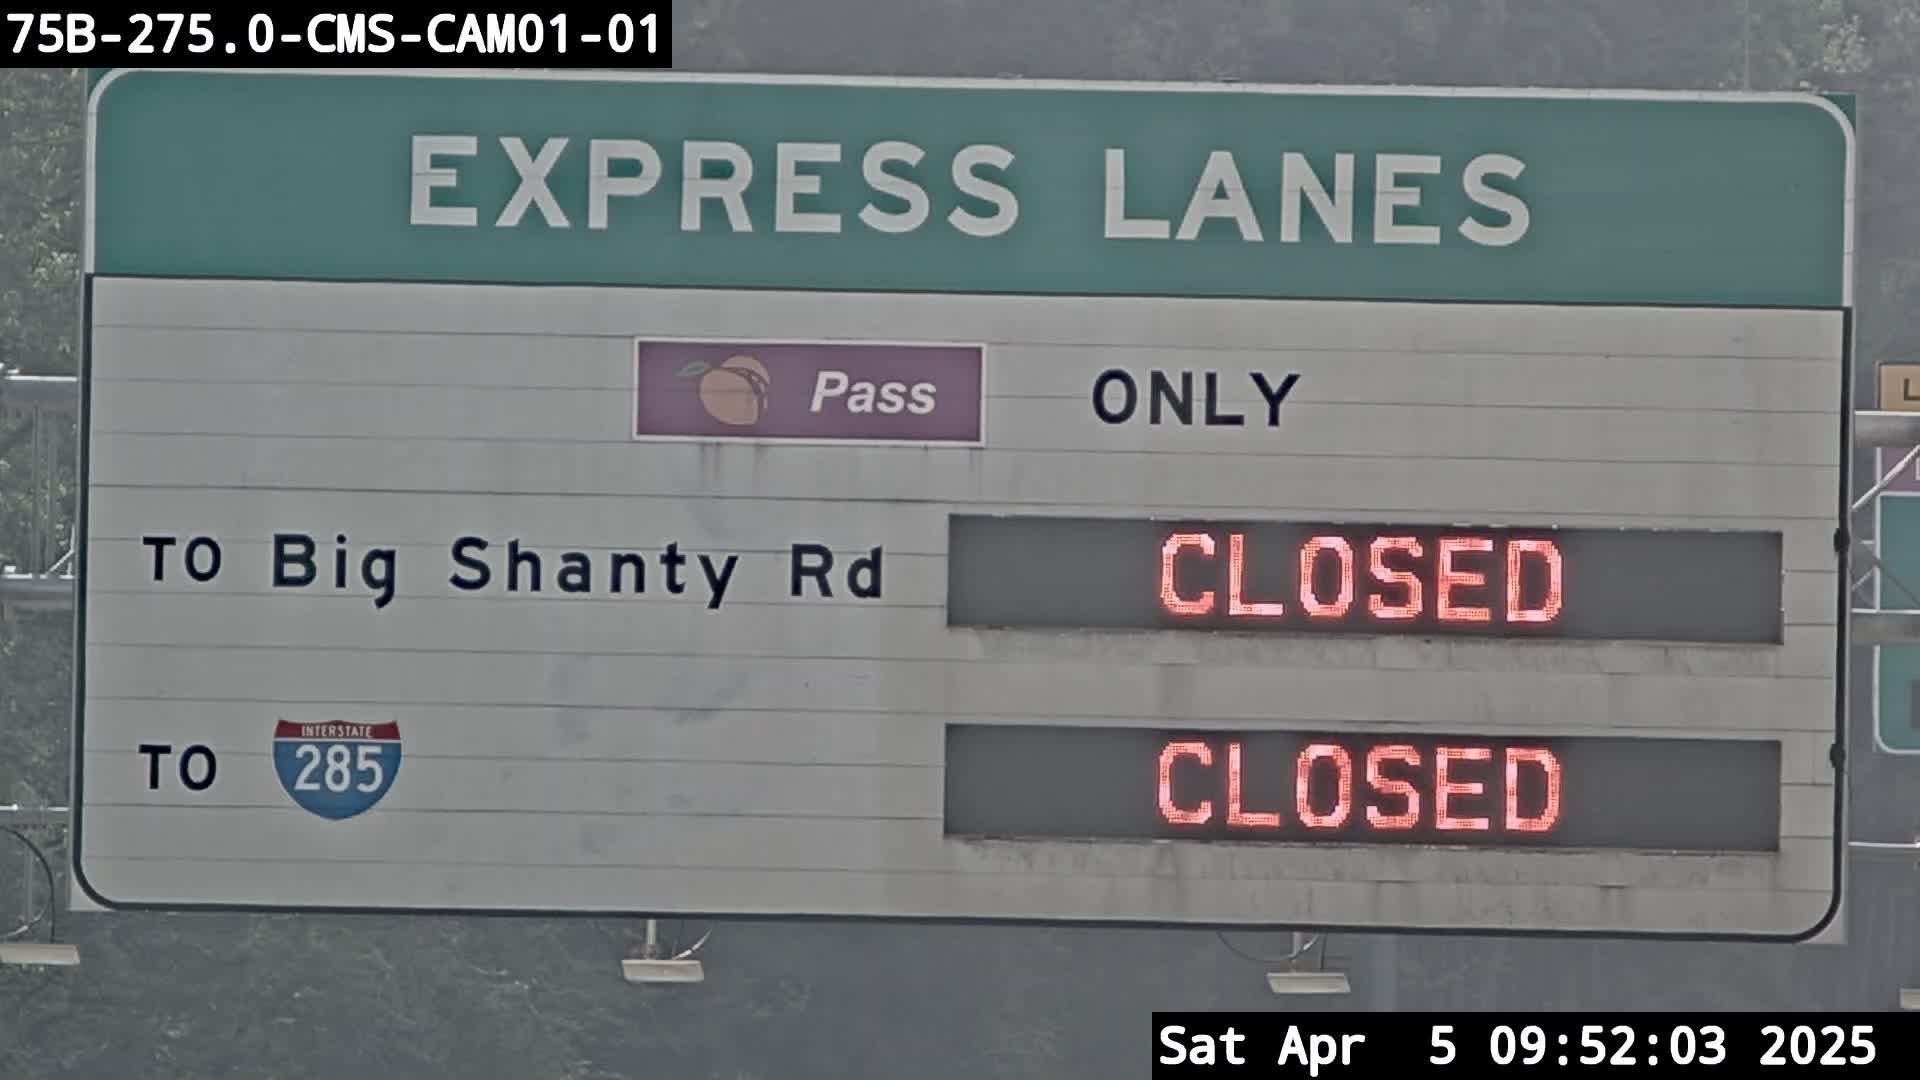 75B-275.0-CMS-CAM01-01
EXPRESS LANES
Pass ONLY
TO Big Shanty Rd CLOSED
TO INTERSTATE 285 CLOSED
Sat Apr 5 09:52:03 2025